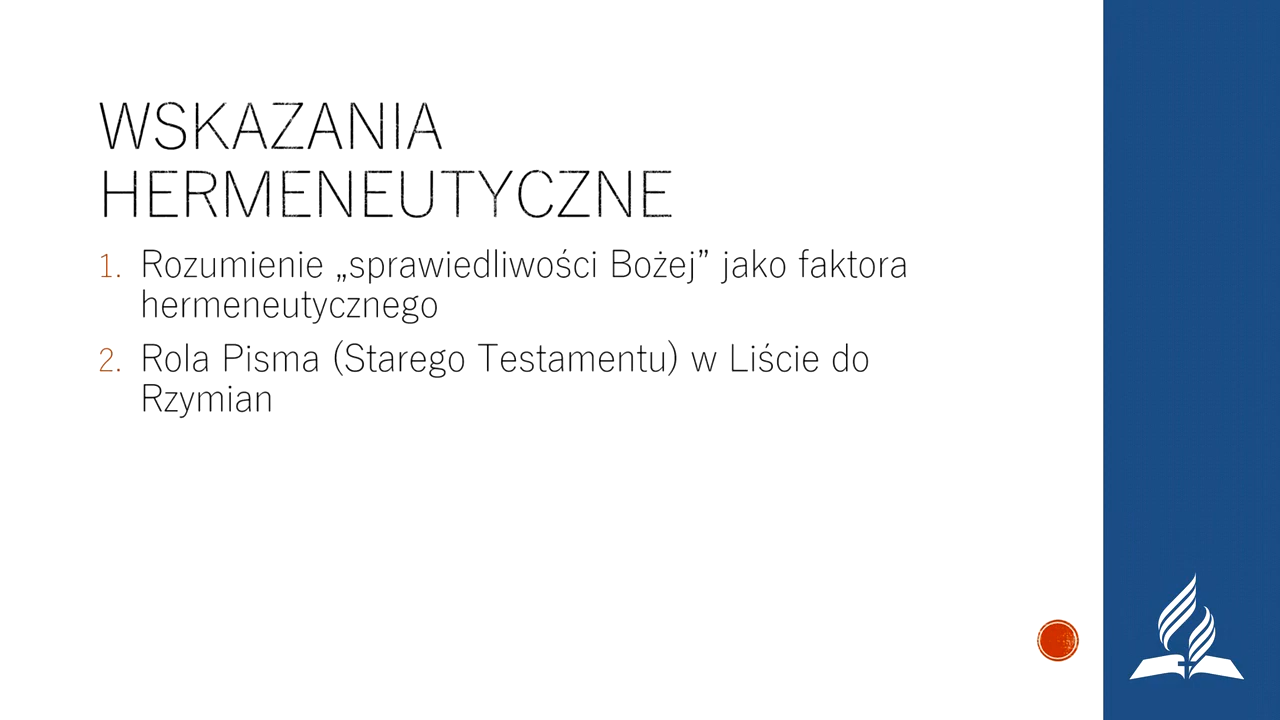 WSKAZANIA
HERMENEUTYCZNE
1. Rozumienie „sprawiedliwości Bożej” jako faktora
hermeneutycznego
2. Rola Pisma (Starego Testamentu) w Liście do
Rzymian